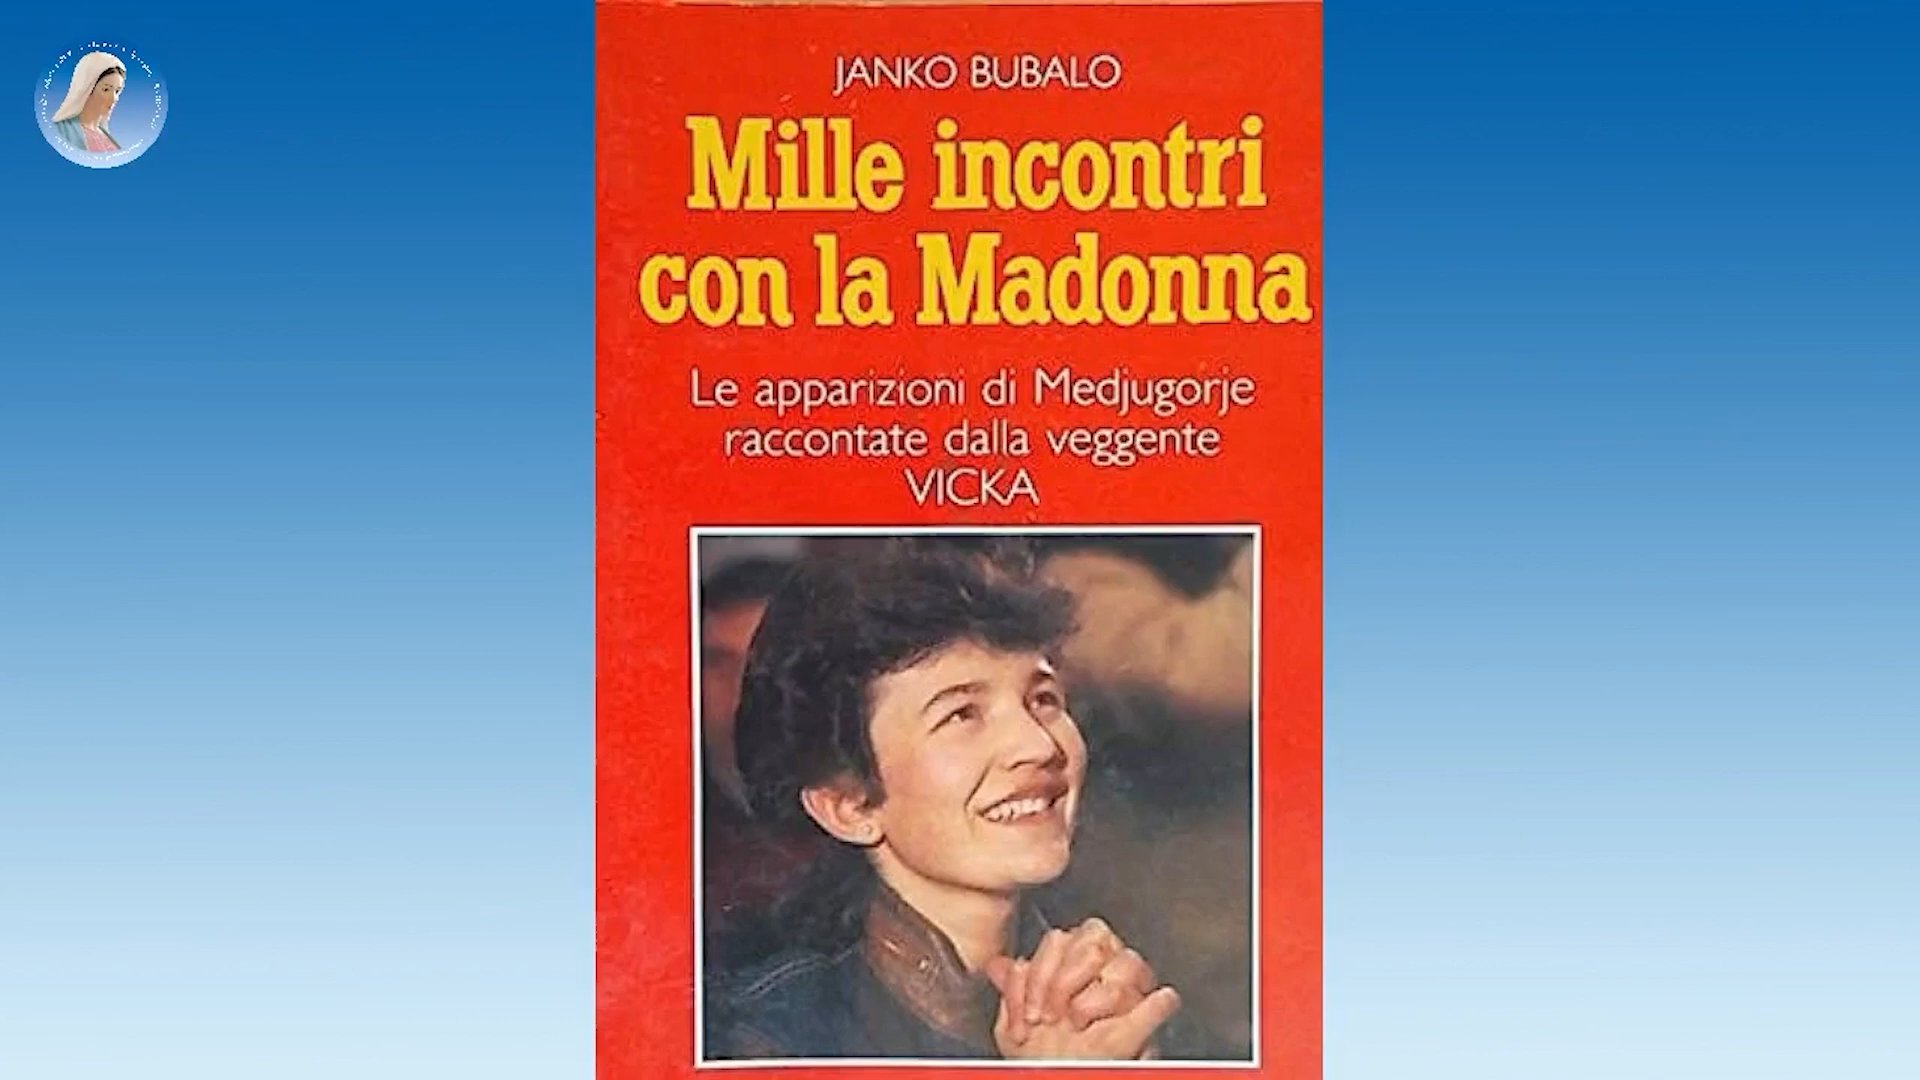 JANKO BUBALO
Mille incontri
con la Madonna
Le apparizioni di Medjugorje
raccontate dalla veggente
VICKA